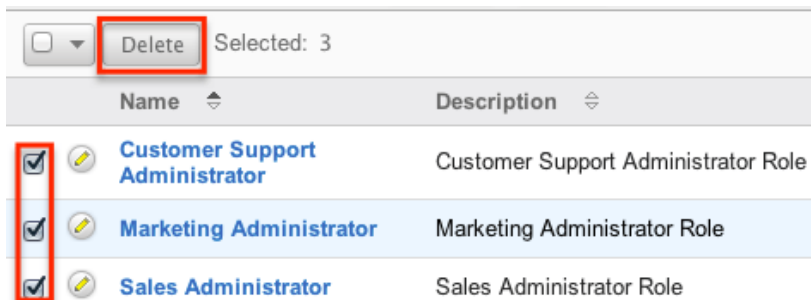 Delete Selected: 3
Name Description
Customer Support Administrator Customer Support Administrator Role
Marketing Administrator Marketing Administrator Role
Sales Administrator Sales Administrator Role